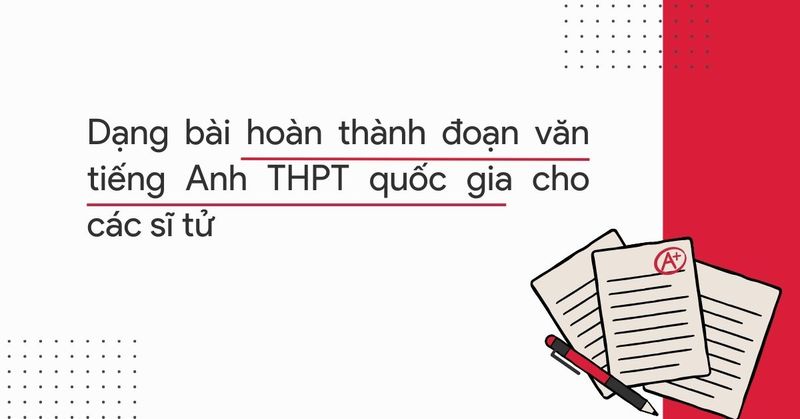 Dạng bài hoàn thành đoạn văn
tiếng Anh THPT quốc gia cho
các sĩ tử
A+